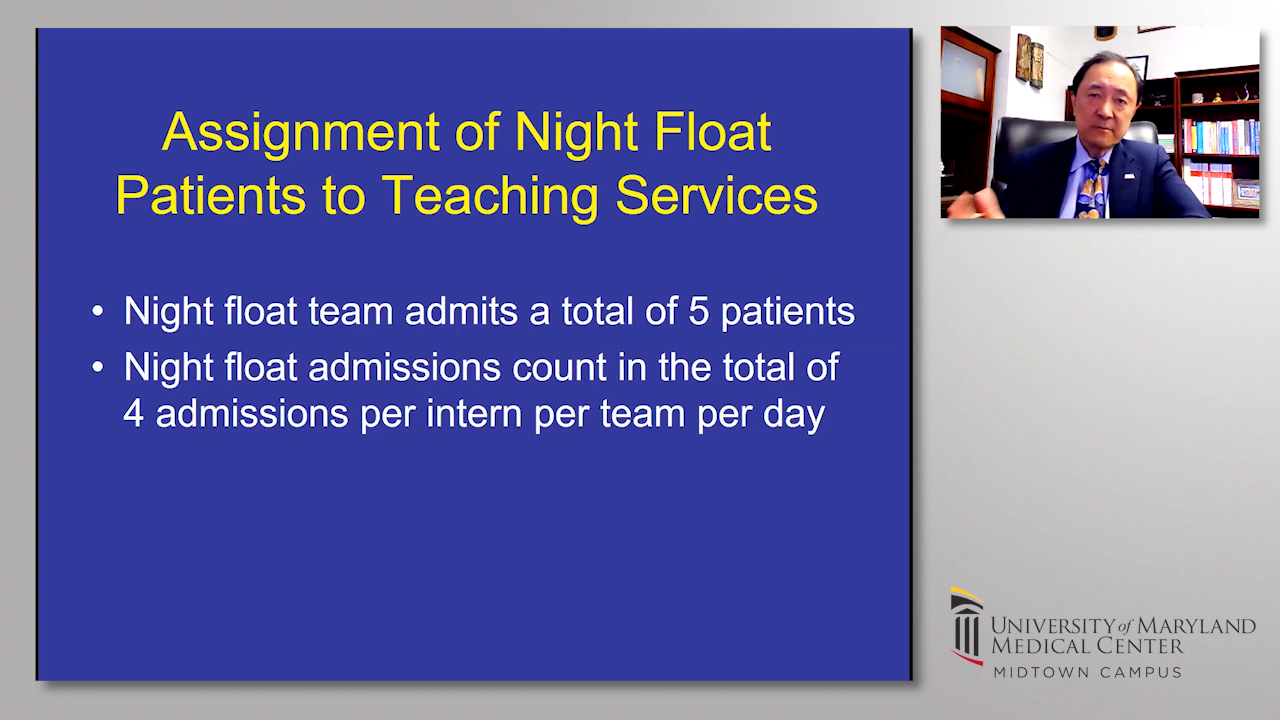 Assignment of Night Float
Patients to Teaching Services
• Night float team admits a total of 5 patients
• Night float admissions count in the total of
4 admissions per intern per team per day
UNIVERSITY of MARYLAND
MEDICAL CENTER
MIDTOWN CAMPUS